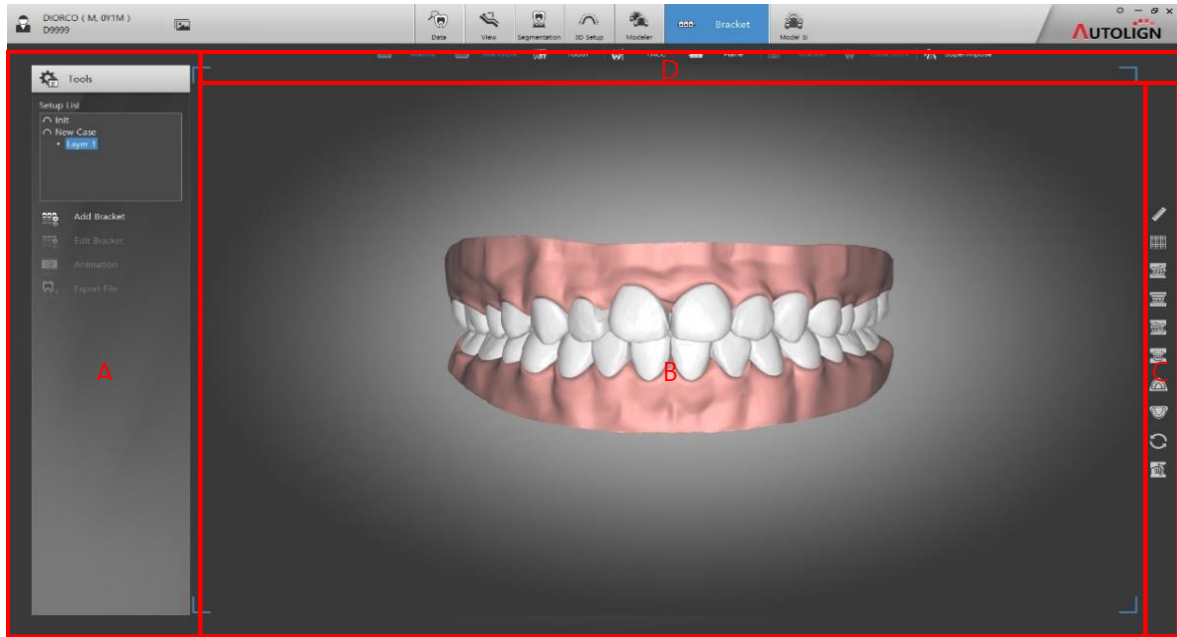 DIORCO ( M, 0Y1M )
D9999
Data
View
Segmentation
3D Setup
Modeler
Bracket
Model
AUTOLIGN
Plane
Superimpose
D
Tools
Setup List
Init
New Case
Layer 1
Add Bracket
Edit Bracket
Animation
Export File
A
B
C